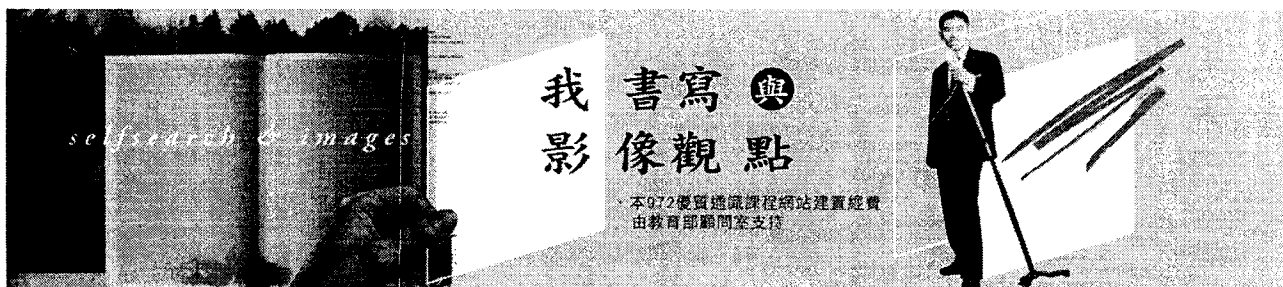 selfsearch & images
我 書寫 與
影像觀點
· 本972優質通識課程網站建置經費
由教育部顧問室支持